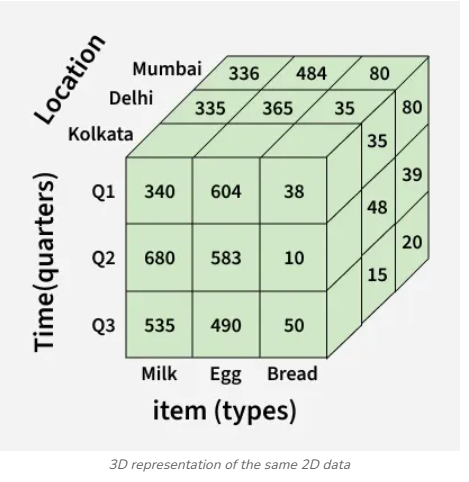 Location
Mumbai 336 484 80
Delhi 335 365 35 80
Kolkata 35
Q1 340 604 38 39
48
Q2 680 583 10 20
15
Q3 535 490 50
Time(quarters)
Milk Egg Bread
item (types)
3D representation of the same 2D data